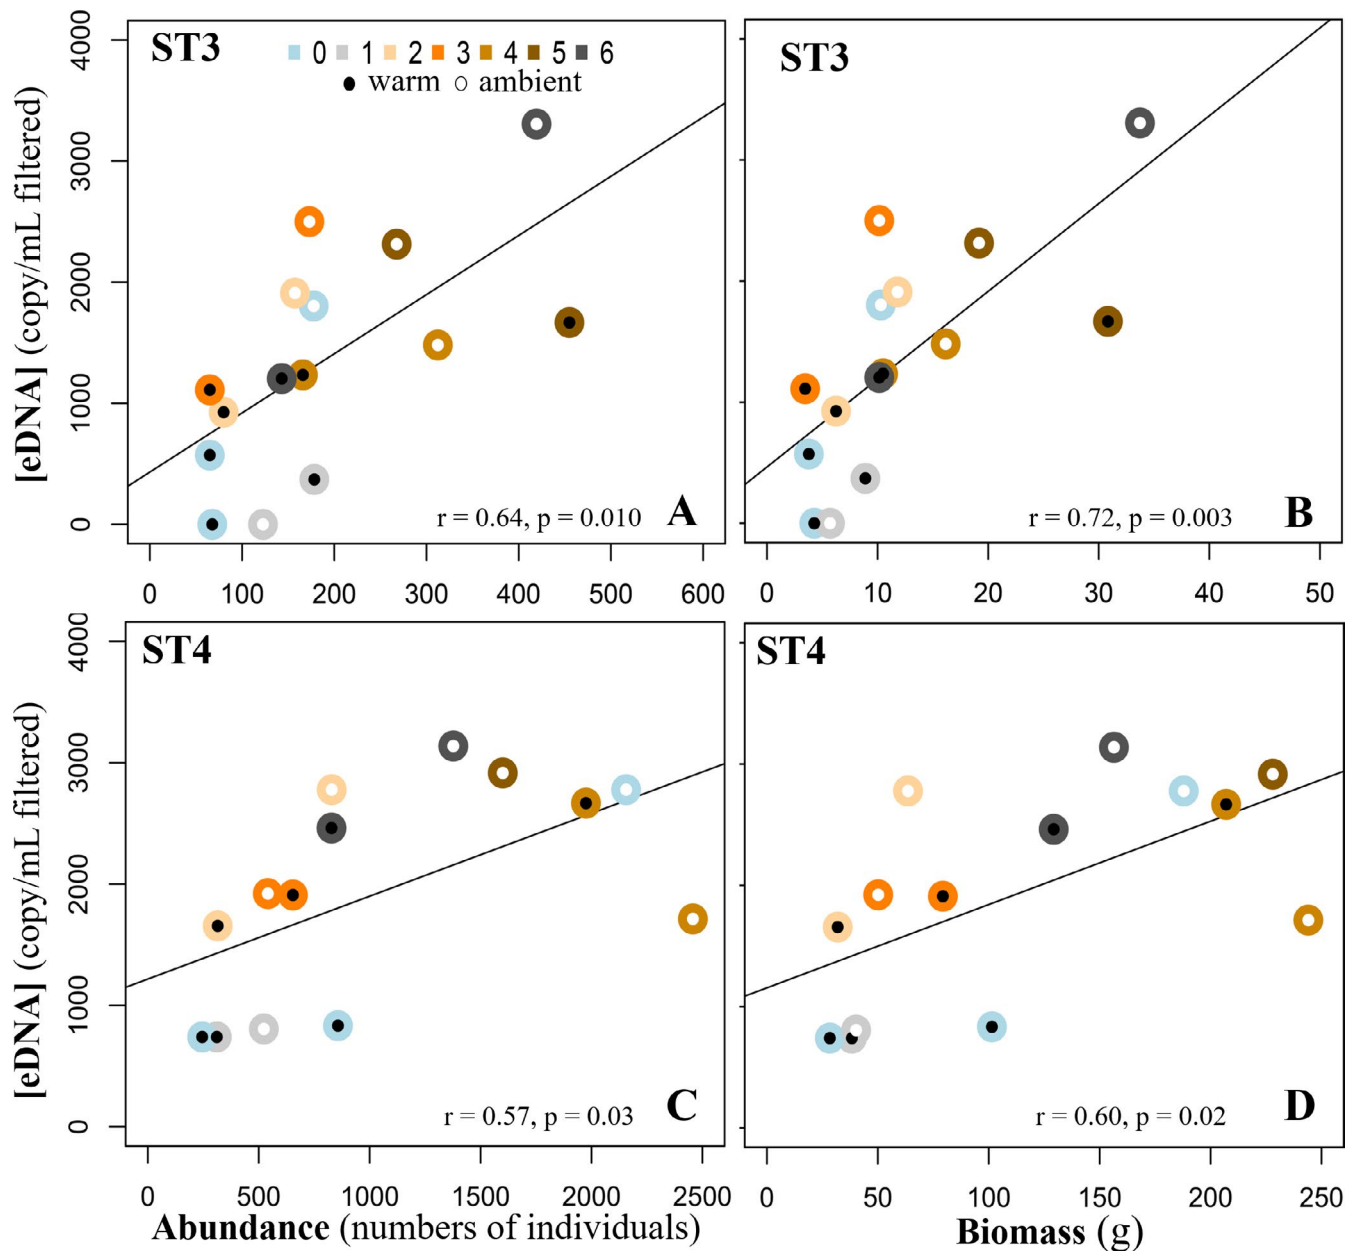 ST3
0 1 2 3 4 5 6
warm ambient
[eDNA] (copy/mL filtered)
4000
3000
2000
1000
0
r = 0.64, p = 0.010
A
0 100 200 300 400 500 600
ST3
r = 0.72, p = 0.003
B
0 10 20 30 40 50
ST4
[eDNA] (copy/mL filtered)
4000
3000
2000
1000
0
r = 0.57, p = 0.03
C
0 500 1000 1500 2000 2500
Abundance (numbers of individuals)
ST4
r = 0.60, p = 0.02
D
0 50 100 150 200 250
Biomass (g)